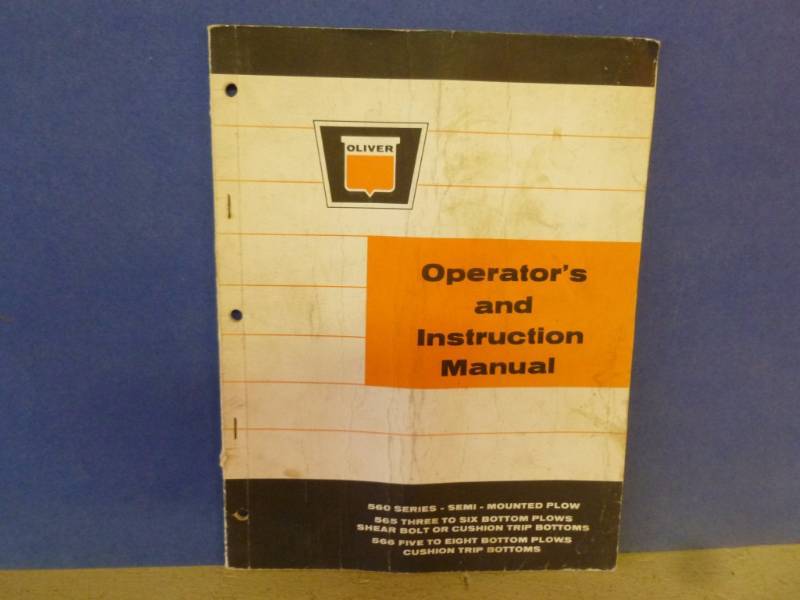 OLIVER
Operator's
and
Instruction
Manual
560 SERIES - SEMI - MOUNTED PLOW
565 THREE TO SIX BOTTOM PLOWS
SHEAR BOLT OR CUSHION TRIP BOTTOMS
566 FIVE TO EIGHT BOTTOM PLOWS
CUSHION TRIP BOTTOMS